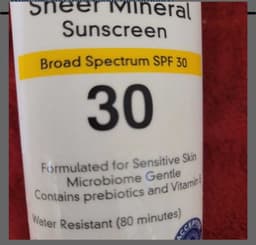 Sheer Mineral
Sunscreen
Broad Spectrum SPF 30
30
Formulated for Sensitive Skin
Microbiome Gentle
Contains prebiotics and Vitamin E
Water Resistant (80 minutes)